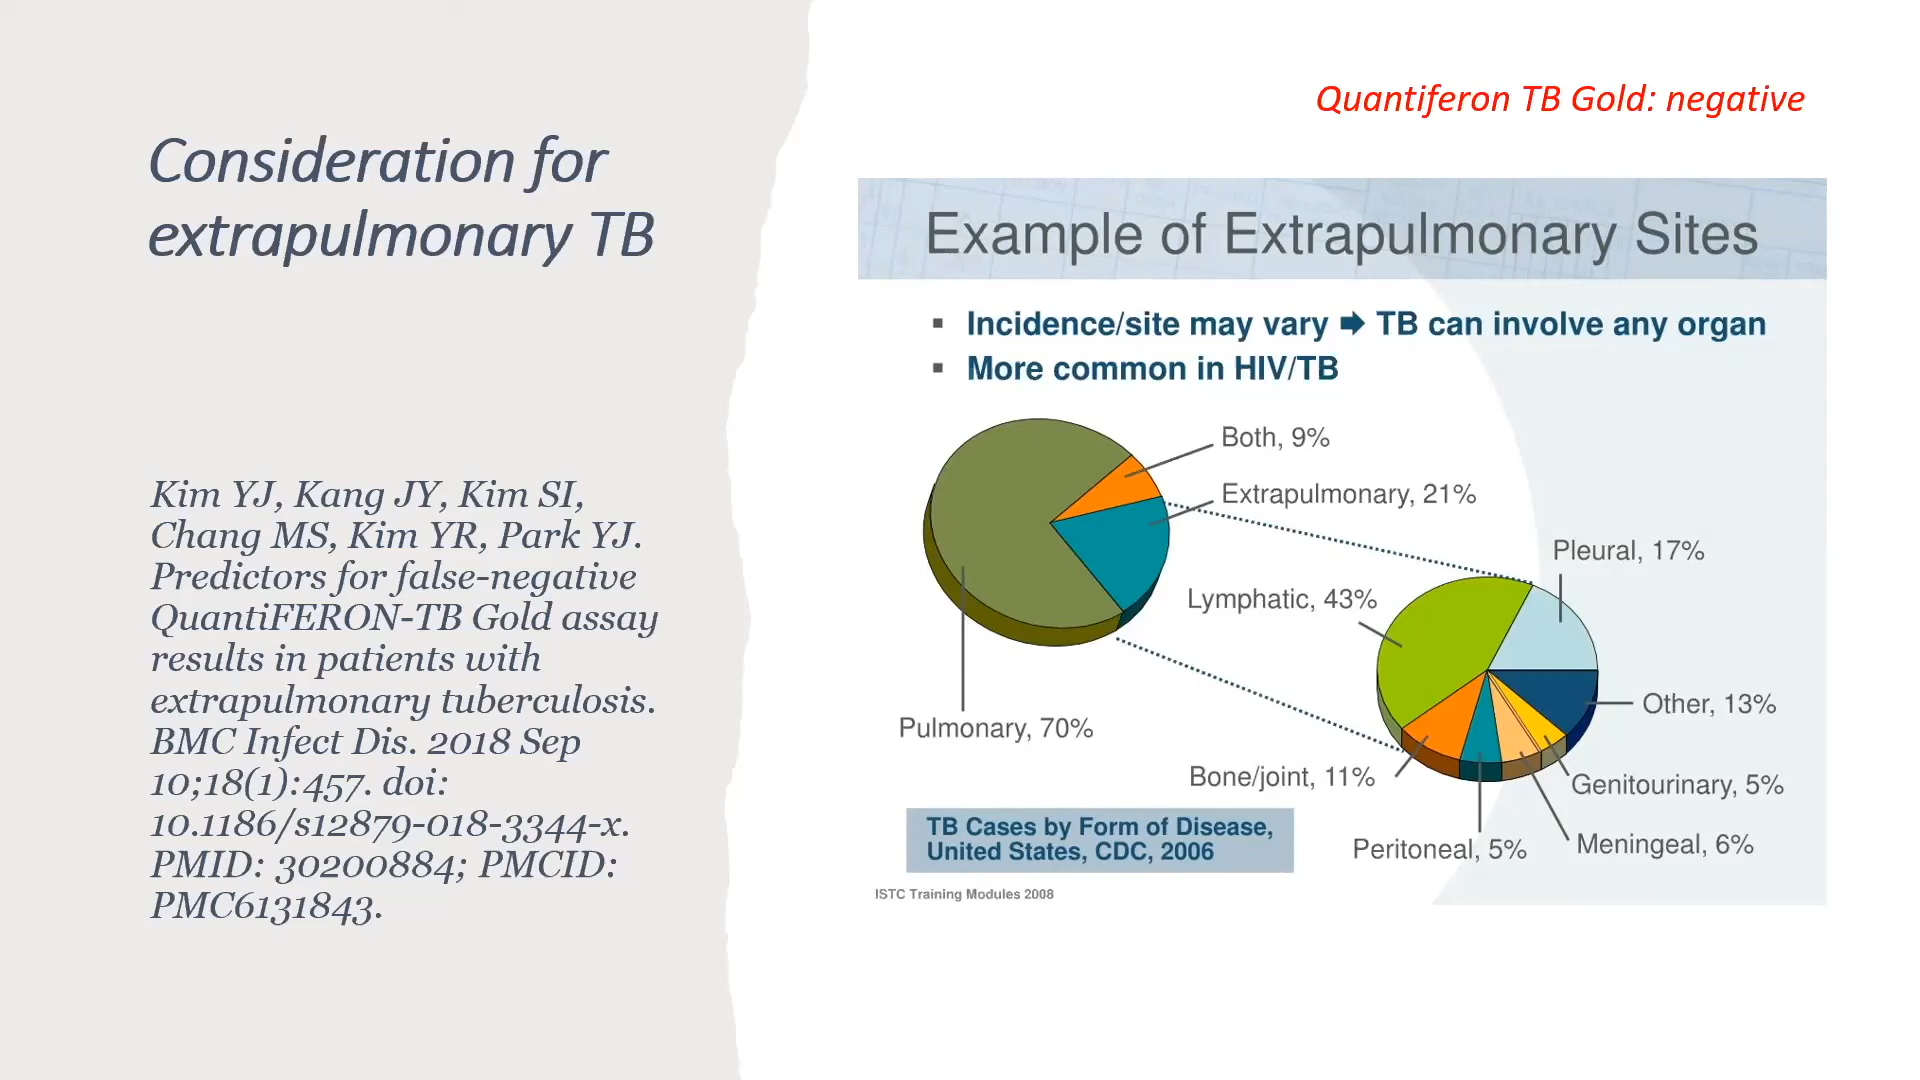 Consideration for
extrapulmonary TB
Kim YJ, Kang JY, Kim SI,
Chang MS, Kim YR, Park YJ.
Predictors for false-negative
QuantiFERON-TB Gold assay
results in patients with
extrapulmonary tuberculosis.
BMC Infect Dis. 2018 Sep
10;18(1):457. doi:
10.1186/s12879-018-3344-x.
PMID: 30200884; PMCID:
PMC6131843.
Quantiferon TB Gold: negative
Example of Extrapulmonary Sites
▪ Incidence/site may vary ➡ TB can involve any organ
▪ More common in HIV/TB
Both, 9%
Extrapulmonary, 21%
Pulmonary, 70%
Pleural, 17%
Lymphatic, 43%
Other, 13%
Bone/joint, 11%
Genitourinary, 5%
Peritoneal, 5%
Meningeal, 6%
TB Cases by Form of Disease,
United States, CDC, 2006
ISTC Training Modules 2008